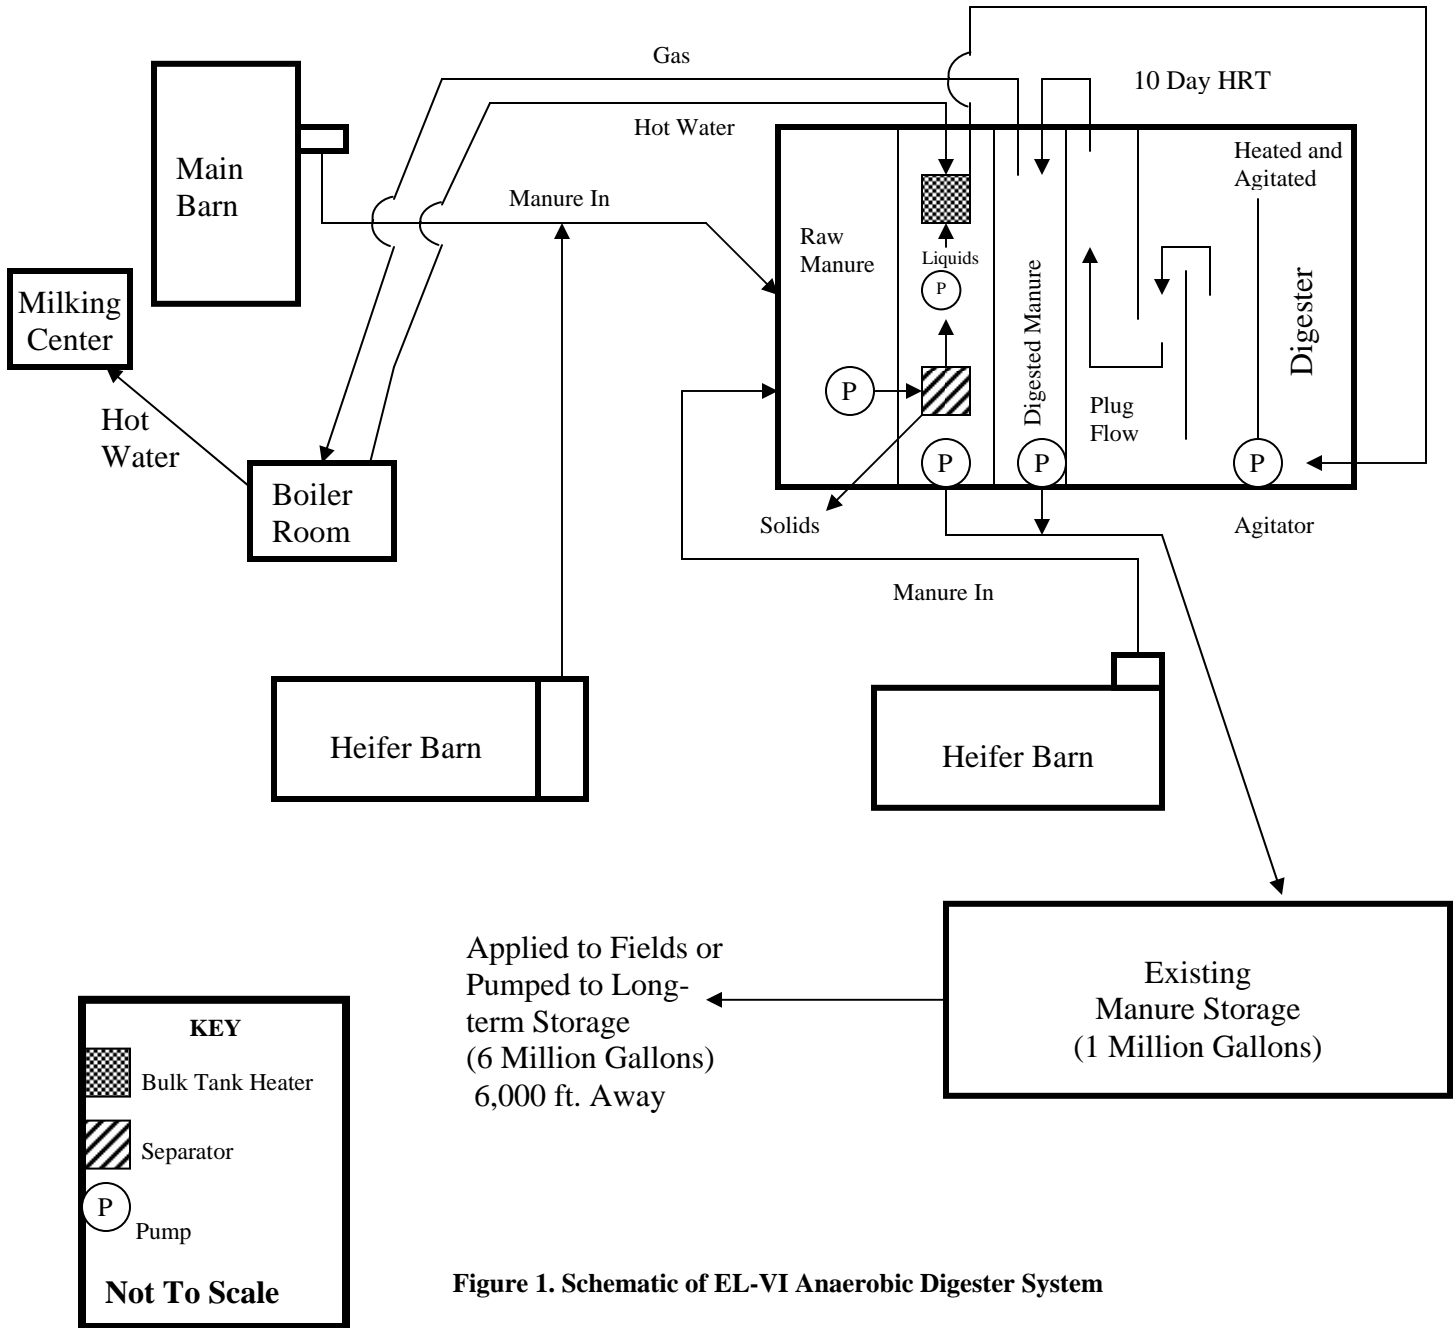 Gas
10 Day HRT
Hot Water
Main
Barn
Manure In
Heated and
Agitated
Raw
Manure
Liquids
P
Digested Manure
Digester
Milking
Center
P
Plug
Flow
Hot
Water
P
P
P
Boiler
Room
Solids
Agitator
Manure In
Heifer Barn
Heifer Barn
Applied to Fields or
Pumped to Long-
term Storage
(6 Million Gallons)
6,000 ft. Away
Existing
Manure Storage
(1 Million Gallons)
KEY
Bulk Tank Heater
Separator
P
Pump
Not To Scale
Figure 1. Schematic of EL-VI Anaerobic Digester System